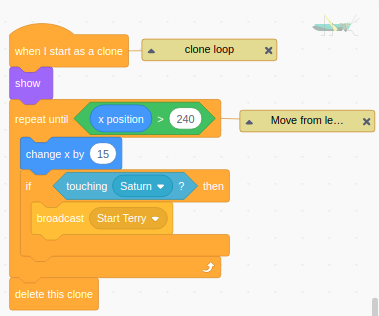 when I start as a clone
clone loop
show
repeat until x position > 240
Move from le...
change x by 15
if touching Saturn ? then
broadcast Start Terry
delete this clone